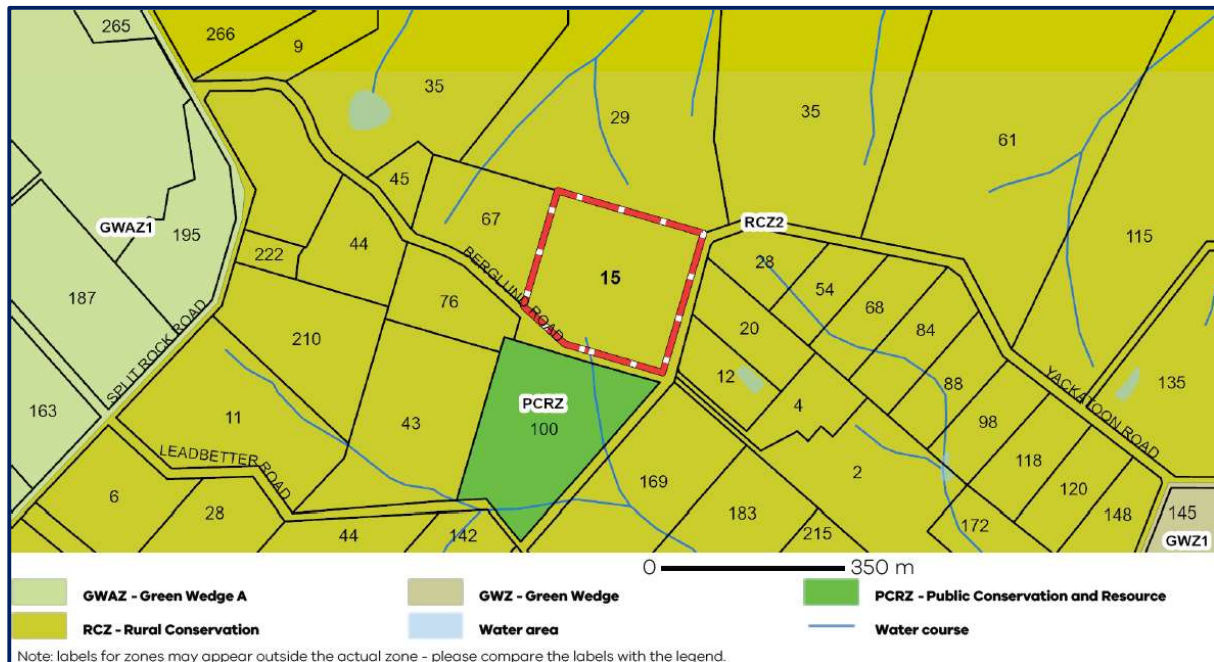 265
266
9
35
29
35
61
45
67
RCZ2
GWAZ1
195
222
44
15
28
54
115
187
76
BERGLUND ROAD
20
68
84
210
SPLIT ROCK ROAD
12
88
YACKATOON ROAD
135
163
11
43
PCRZ
100
4
98
LEADBETTER ROAD
118
6
28
169
2
120
183
172
148
145
44
142
215
GWZ1
0 350 m
GWAZ - Green Wedge A
GWZ - Green Wedge
PCRZ - Public Conservation and Resource
RCZ - Rural Conservation
Water area
Water course
Note: labels for zones may appear outside the actual zone - please compare the labels with the legend.